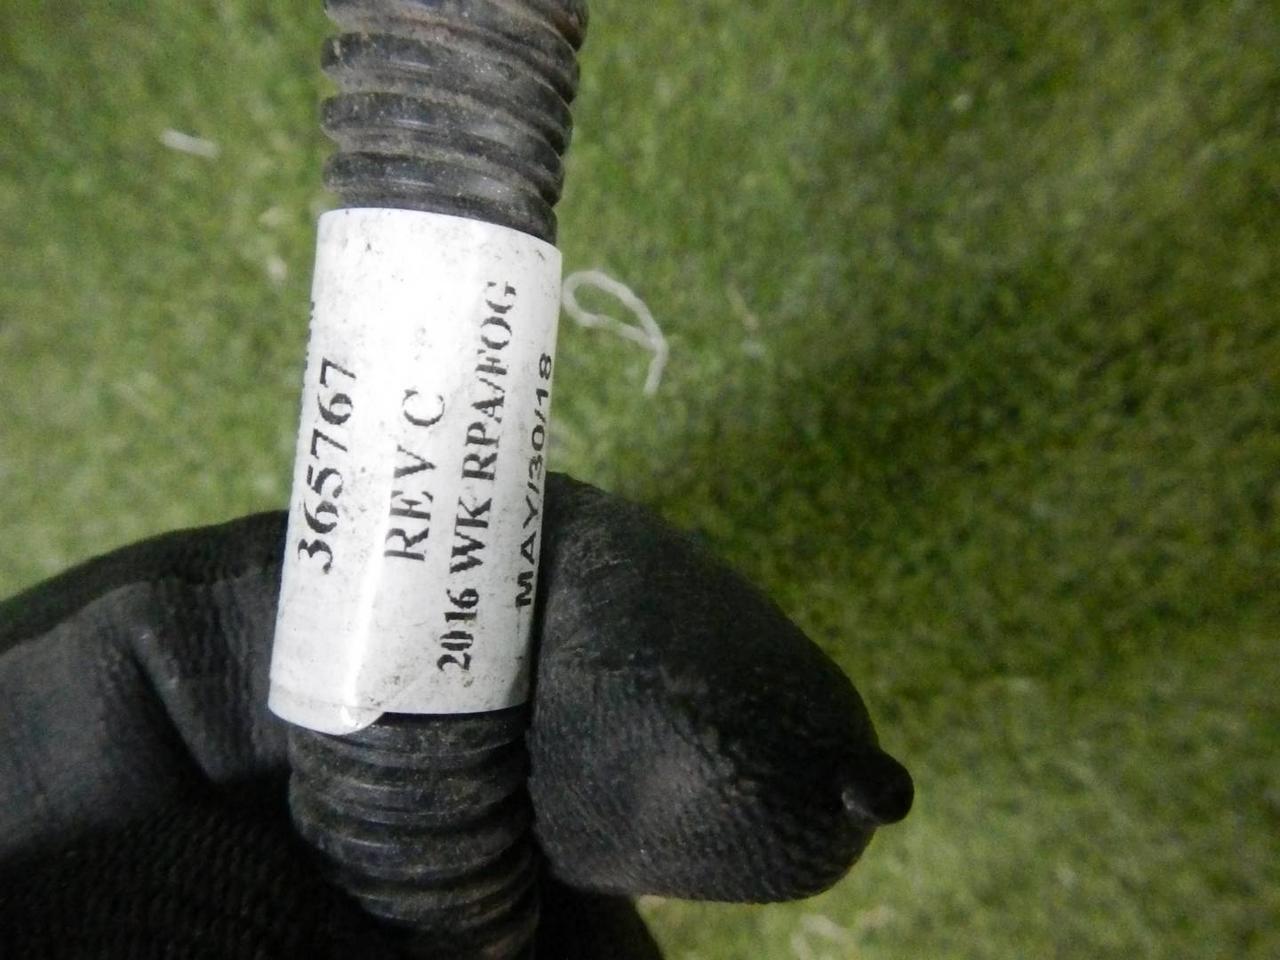 365767
REV C
2016 WK RPA/FOG
MAY/30/18